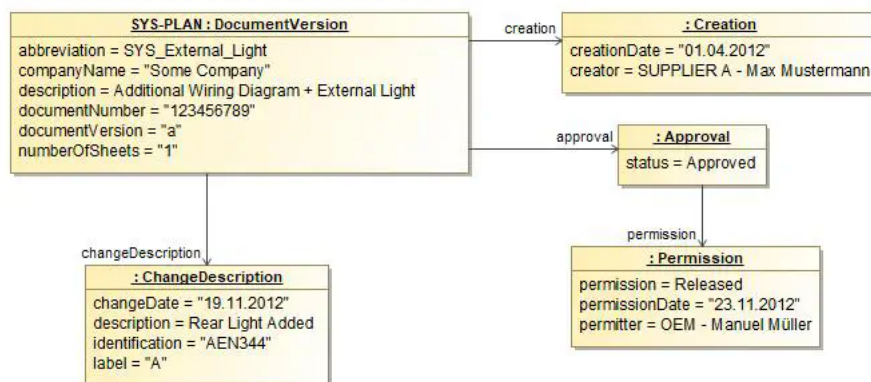 SYS-PLAN : DocumentVersion
abbreviation = SYS_External_Light
companyName = "Some Company"
description = Additional Wiring Diagram + External Light
documentNumber = "123456789"
documentVersion = "a"
numberOfSheets = "1"
creation
: Creation
creationDate = "01.04.2012"
creator = SUPPLIER A - Max Mustermann
approval
: Approval
status = Approved
permission
: Permission
permission = Released
permissionDate = "23.11.2012"
permitter = OEM - Manuel Müller
changeDescription
: ChangeDescription
changeDate = "19.11.2012"
description = Rear Light Added
identification = "AEN344"
label = "A"